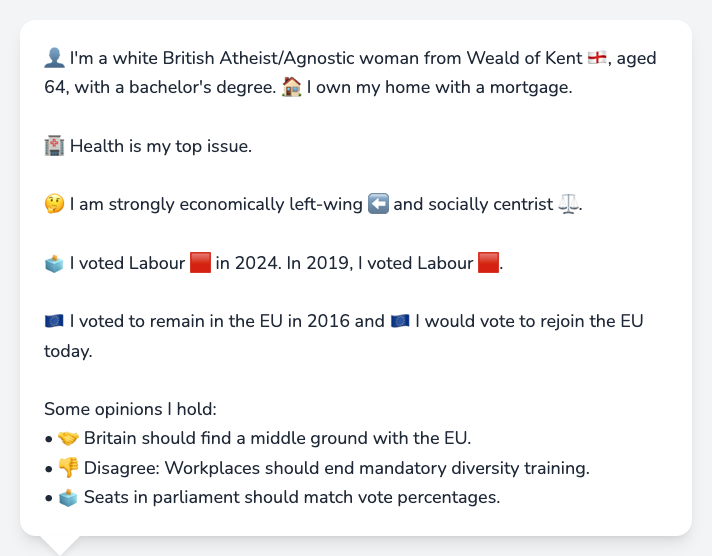 👤 I'm a white British Atheist/Agnostic woman from Weald of Kent 🏴󠁧󠁢󠁥󠁮󠁧󠁿, aged
64, with a bachelor's degree. 🏠 I own my home with a mortgage.
🏥 Health is my top issue.
🤔 I am strongly economically left-wing ⬅️ and socially centrist ⚖️.
🗳️ I voted Labour 🟥 in 2024. In 2019, I voted Labour 🟥.
🇪🇺 I voted to remain in the EU in 2016 and 🇪🇺 I would vote to rejoin the EU
today.
Some opinions I hold:
• 🤝 Britain should find a middle ground with the EU.
• 👎 Disagree: Workplaces should end mandatory diversity training.
• 🗳️ Seats in parliament should match vote percentages.